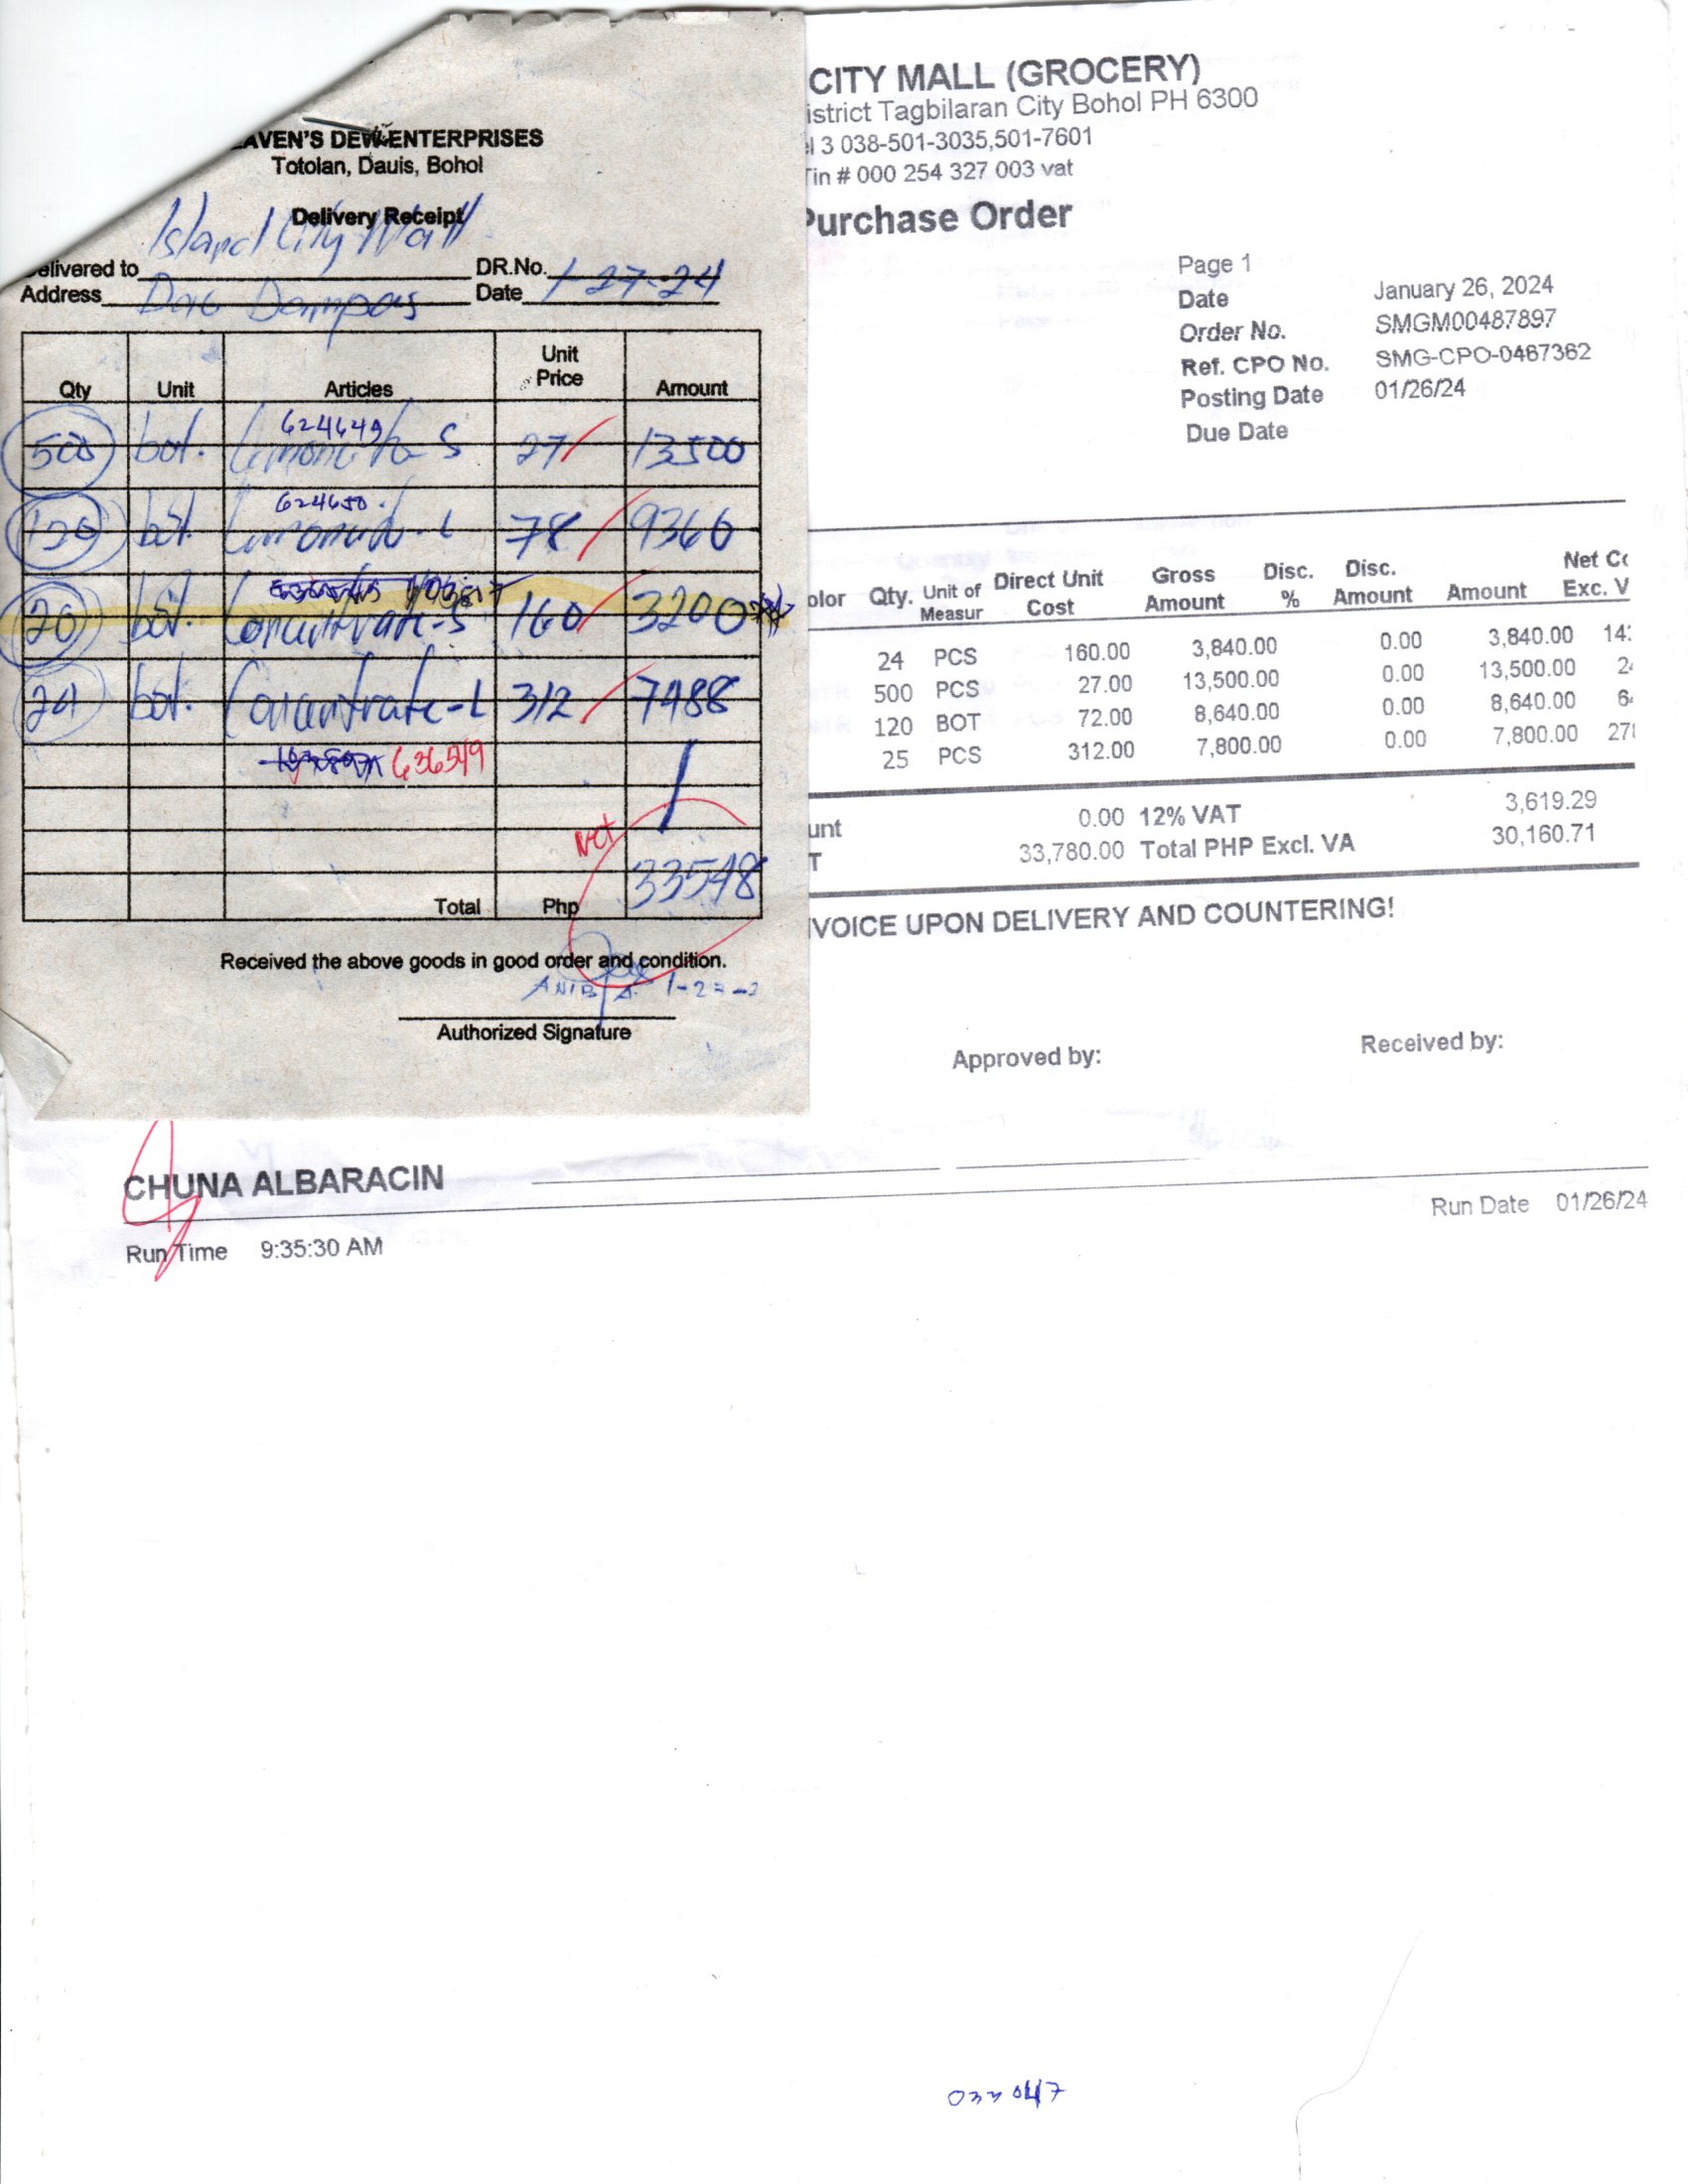 AVEN'S DEW ENTERPRISES
Totolan, Dauis, Bohol
Delivery Receipt
elivered to Island City Mall DR.No.
Address Dao Dampas Date 1-27-24
Qty Unit Articles Unit Price Amount
624649
500 bot. S 27 13500
624650
120 bot. L 78 9360
20 bot. Concentrate-S 160 3200
24 bot. Concentrate-L 312 7488
636549
Net
Total Php 33548
Received the above goods in good order and condition.
Authorized Signature
CITY MALL (GROCERY)
istrict Tagbilaran City Bohol PH 6300
el 3 038-501-3035,501-7601
Tin # 000 254 327 003 vat
Purchase Order
Page 1
Date January 26, 2024
Order No. SMGM00487897
Ref. CPO No. SMG-CPO-0467362
Posting Date 01/26/24
Due Date
olor Qty. Unit of Measur Direct Unit Cost Gross Amount Disc. % Disc. Amount Amount Net Co Exc. V
24 PCS 160.00 3,840.00 0.00 3,840.00 14
500 PCS 27.00 13,500.00 0.00 13,500.00 2
120 BOT 72.00 8,640.00 0.00 8,640.00 6
25 PCS 312.00 7,800.00 0.00 7,800.00 27
unt 0.00 12% VAT 3,619.29
T 33,780.00 Total PHP Excl. VA 30,160.71
VOICE UPON DELIVERY AND COUNTERING!
Approved by: Received by:
CHUNA ALBARACIN
Run Date 01/26/24
Run Time 9:35:30 AM